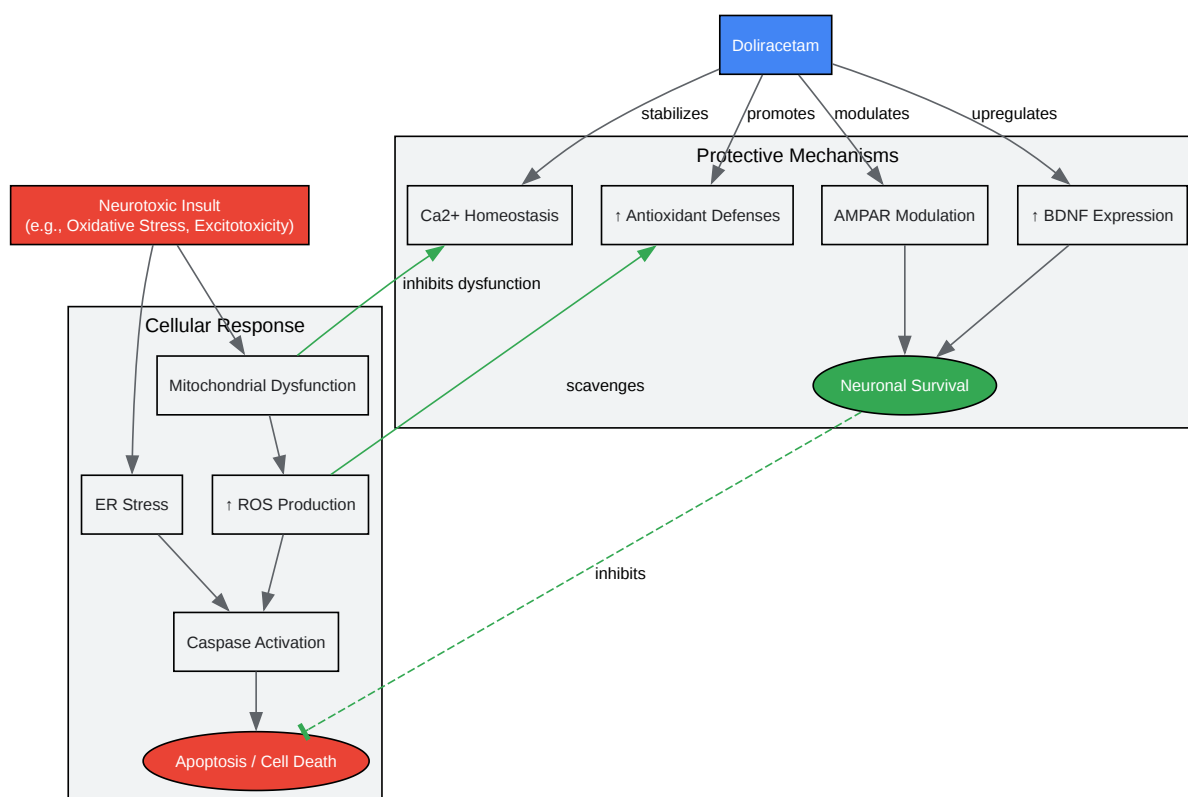 Doliracetam
stabilizes
promotes
modulates
upregulates
Protective Mechanisms
Neurotoxic Insult
(e.g., Oxidative Stress, Excitotoxicity)
Ca2+ Homeostasis
↑ Antioxidant Defenses
AMPAR Modulation
↑ BDNF Expression
inhibits dysfunction
Cellular Response
Mitochondrial Dysfunction
scavenges
Neuronal Survival
ER Stress
↑ ROS Production
inhibits
Caspase Activation
Apoptosis / Cell Death